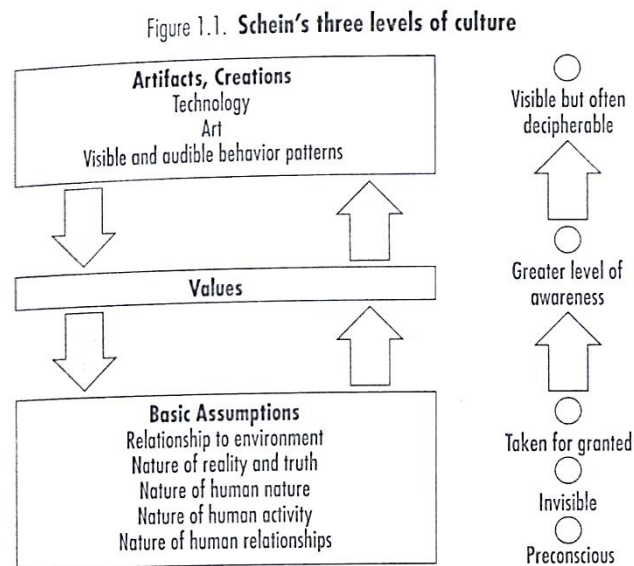 Figure 1.1. Schein's three levels of culture
Artifacts, Creations
Technology
Art
Visible and audible behavior patterns
Values
Basic Assumptions
Relationship to environment
Nature of reality and truth
Nature of human nature
Nature of human activity
Nature of human relationships
Visible but often
decipherable
Greater level of
awareness
Taken for granted
Invisible
Preconscious